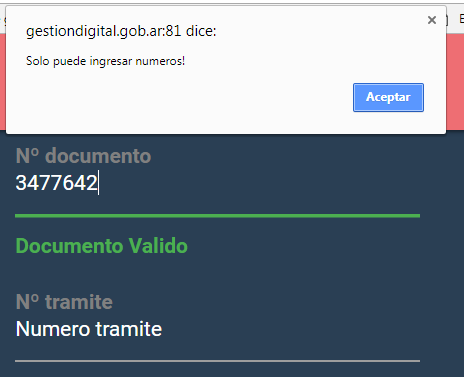 gestiondigital.gob.ar:81 dice:
Solo puede ingresar numeros!
Aceptar
Nº documento
3477642
Documento Valido
Nº tramite
Numero tramite